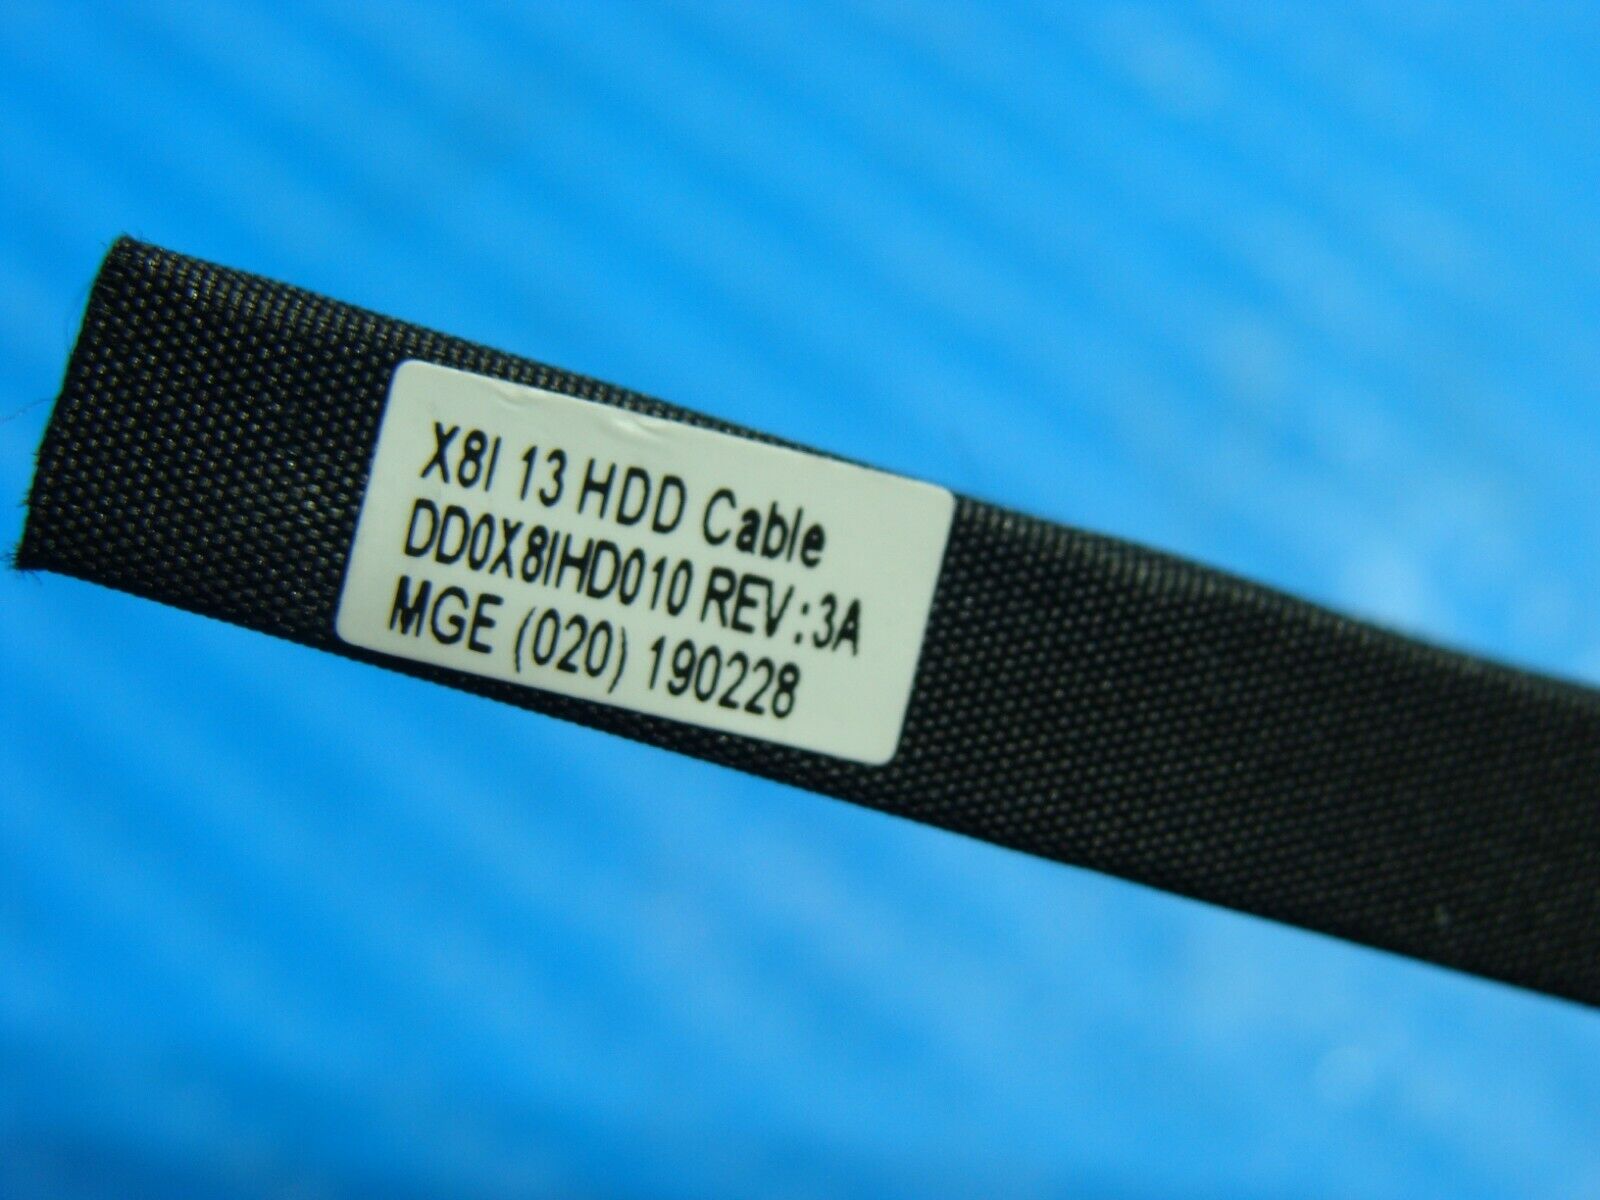 X8I 13 HDD Cable
DD0X8IHD010 REV:3A
MGE (020) 190228